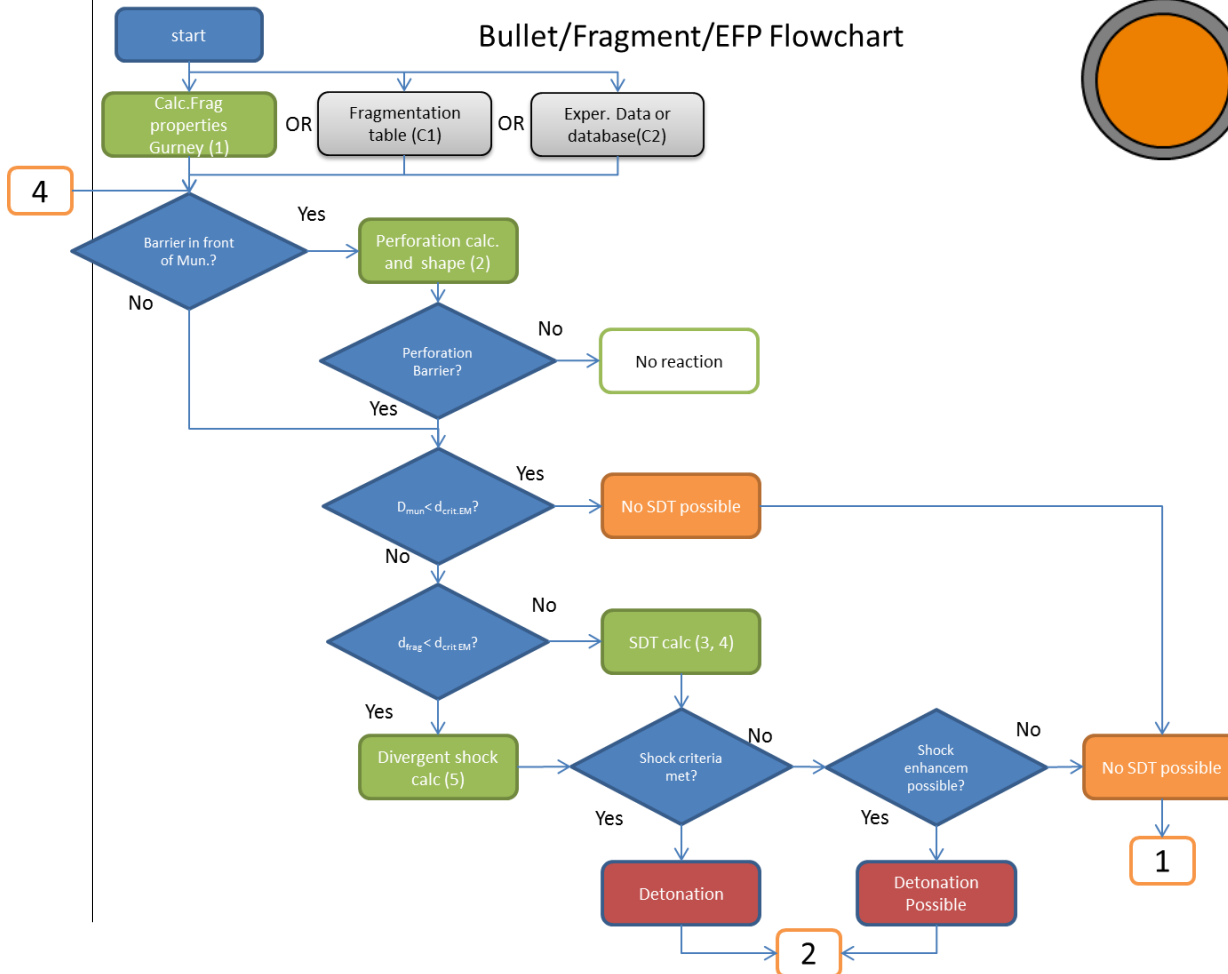 Bullet/Fragment/EFP Flowchart
start
Calc.Frag
properties
Gurney (1)
OR
Fragmentation
table (C1)
OR
Exper. Data or
database(C2)
4
Barrier in front
of Mun.?
Yes
No
Perforation calc.
and shape (2)
Perforation
Barrier?
No
Yes
No reaction
Dmun< dcrit.EM?
Yes
No
No SDT possible
dfrag< dcrit EM?
No
Yes
SDT calc (3, 4)
Divergent shock
calc (5)
Shock criteria
met?
No
Yes
Shock
enhancem
possible?
No
Yes
No SDT possible
1
Detonation
Detonation
Possible
2